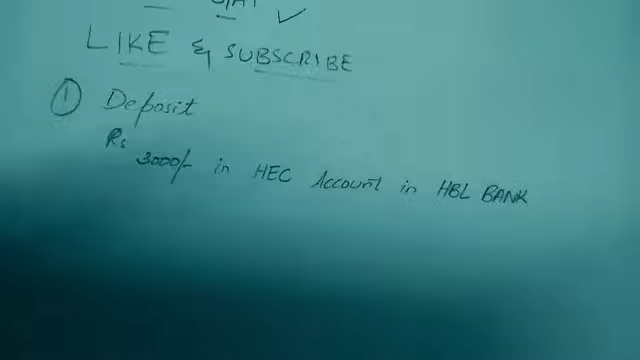 LIKE & SUBSCRIBE
① Deposit
Rs 3000/- in HEC Account in HBL BANK